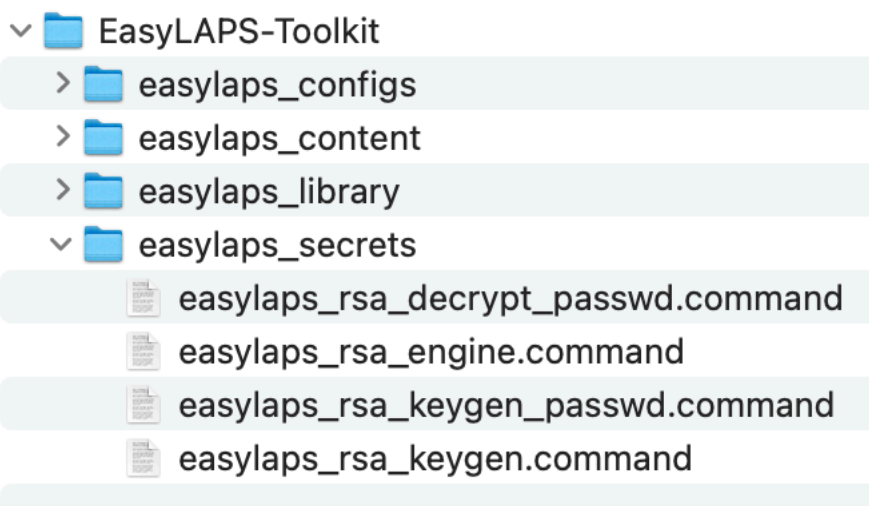 EasyLAPS-Toolkit
easylaps_configs
easylaps_content
easylaps_library
easylaps_secrets
easylaps_rsa_decrypt_passwd.command
easylaps_rsa_engine.command
easylaps_rsa_keygen_passwd.command
easylaps_rsa_keygen.command